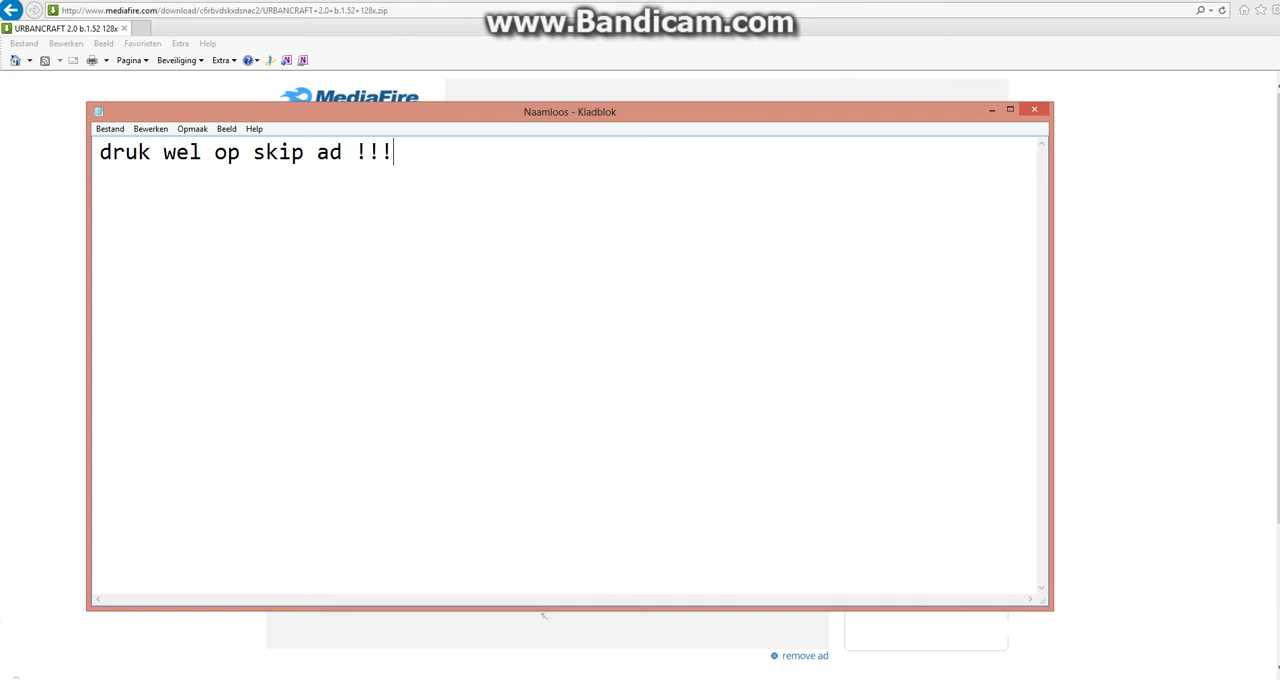 http://www.mediafire.com/download/c6rbvdskxdsnac2/URBANCRAFT+2.0+b.1.52+128x.zip
www.Bandicam.com
URBANCRAFT 2.0 b.1.52 128x
Bestand Bewerken Beeld Favorieten Extra Help
Pagina Beveiliging Extra
MediaFire
Naamloos - Kladblok
Bestand Bewerken Opmaak Beeld Help
druk wel op skip ad !!!
remove ad